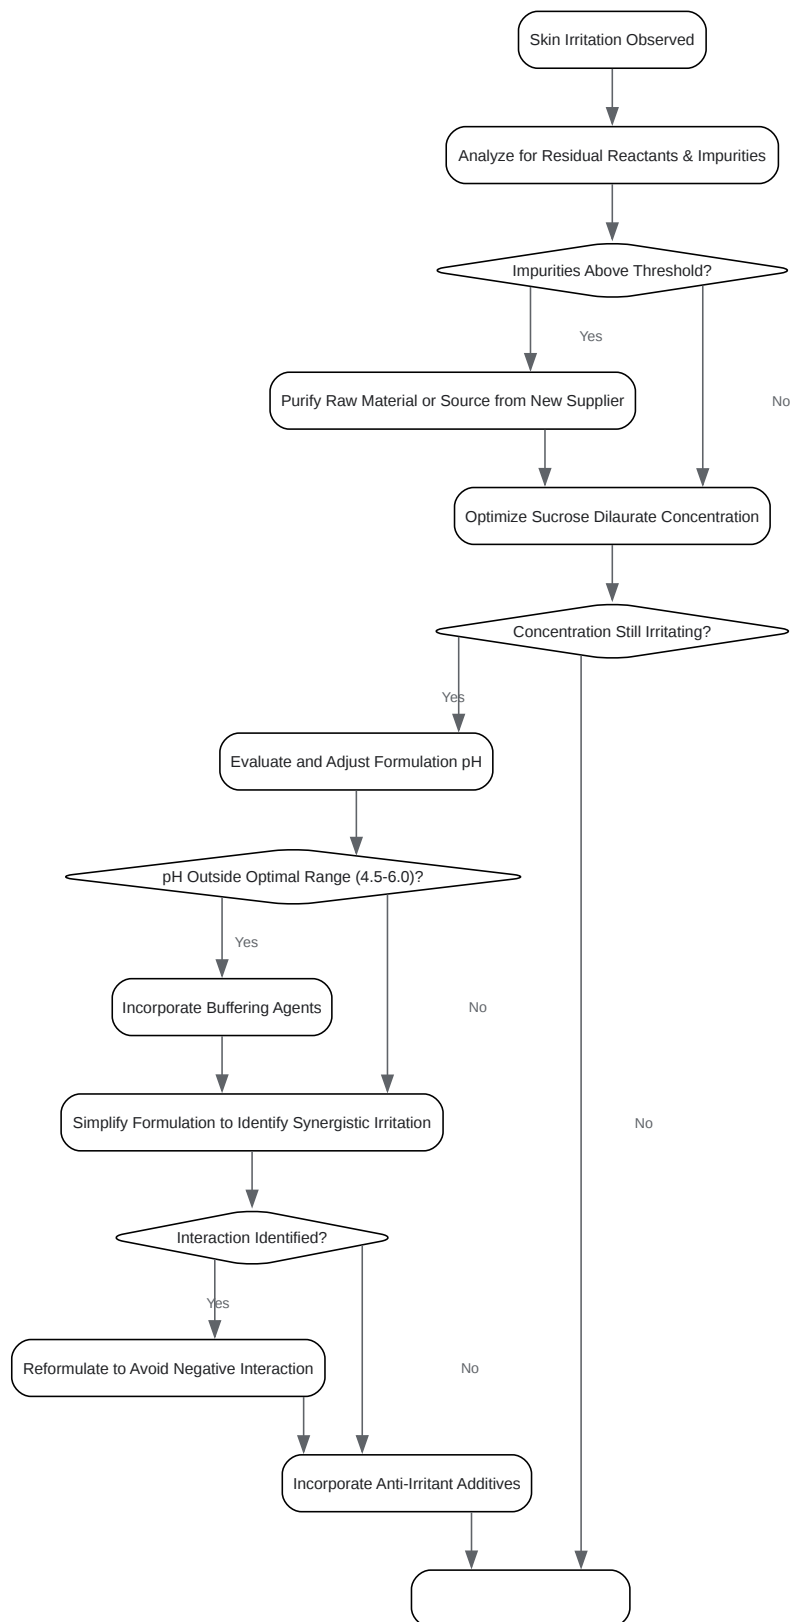 Skin Irritation Observed
Analyze for Residual Reactants & Impurities
Impurities Above Threshold?
Yes
Purify Raw Material or Source from New Supplier
No
Optimize Sucrose Dilaurate Concentration
Concentration Still Irritating?
Yes
Evaluate and Adjust Formulation pH
pH Outside Optimal Range (4.5-6.0)?
Yes
Incorporate Buffering Agents
No
Simplify Formulation to Identify Synergistic Irritation
No
Interaction Identified?
Yes
Reformulate to Avoid Negative Interaction
No
Incorporate Anti-Irritant Additives